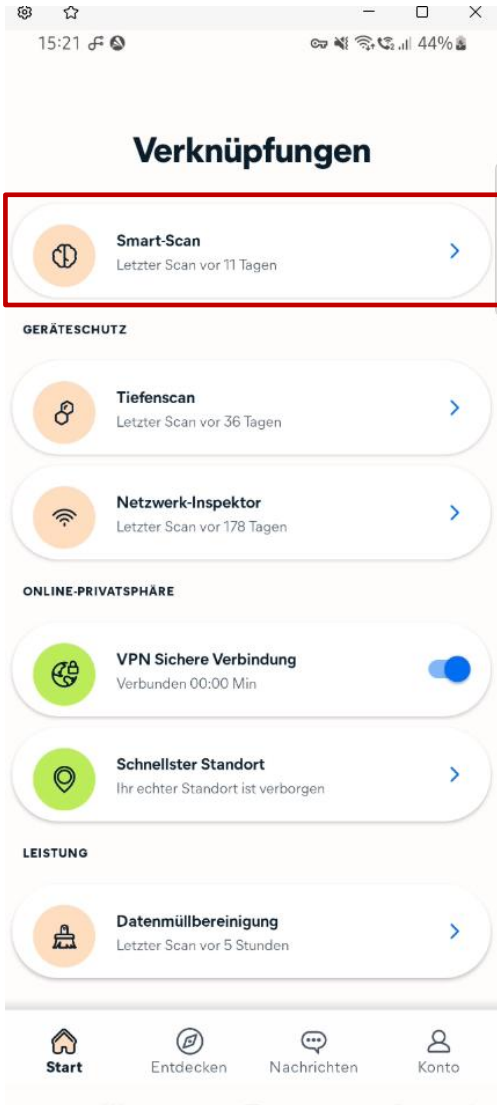 15:21 44%
Verknüpfungen
Smart-Scan
Letzter Scan vor 11 Tagen
GERÄTESCHUTZ
Tiefenscan
Letzter Scan vor 36 Tagen
Netzwerk-Inspektor
Letzter Scan vor 178 Tagen
ONLINE-PRIVATSPHÄRE
VPN Sichere Verbindung
Verbunden 00:00 Min
Schnellster Standort
Ihr echter Standort ist verborgen
LEISTUNG
Datenmüllbereinigung
Letzter Scan vor 5 Stunden
Start Entdecken Nachrichten Konto